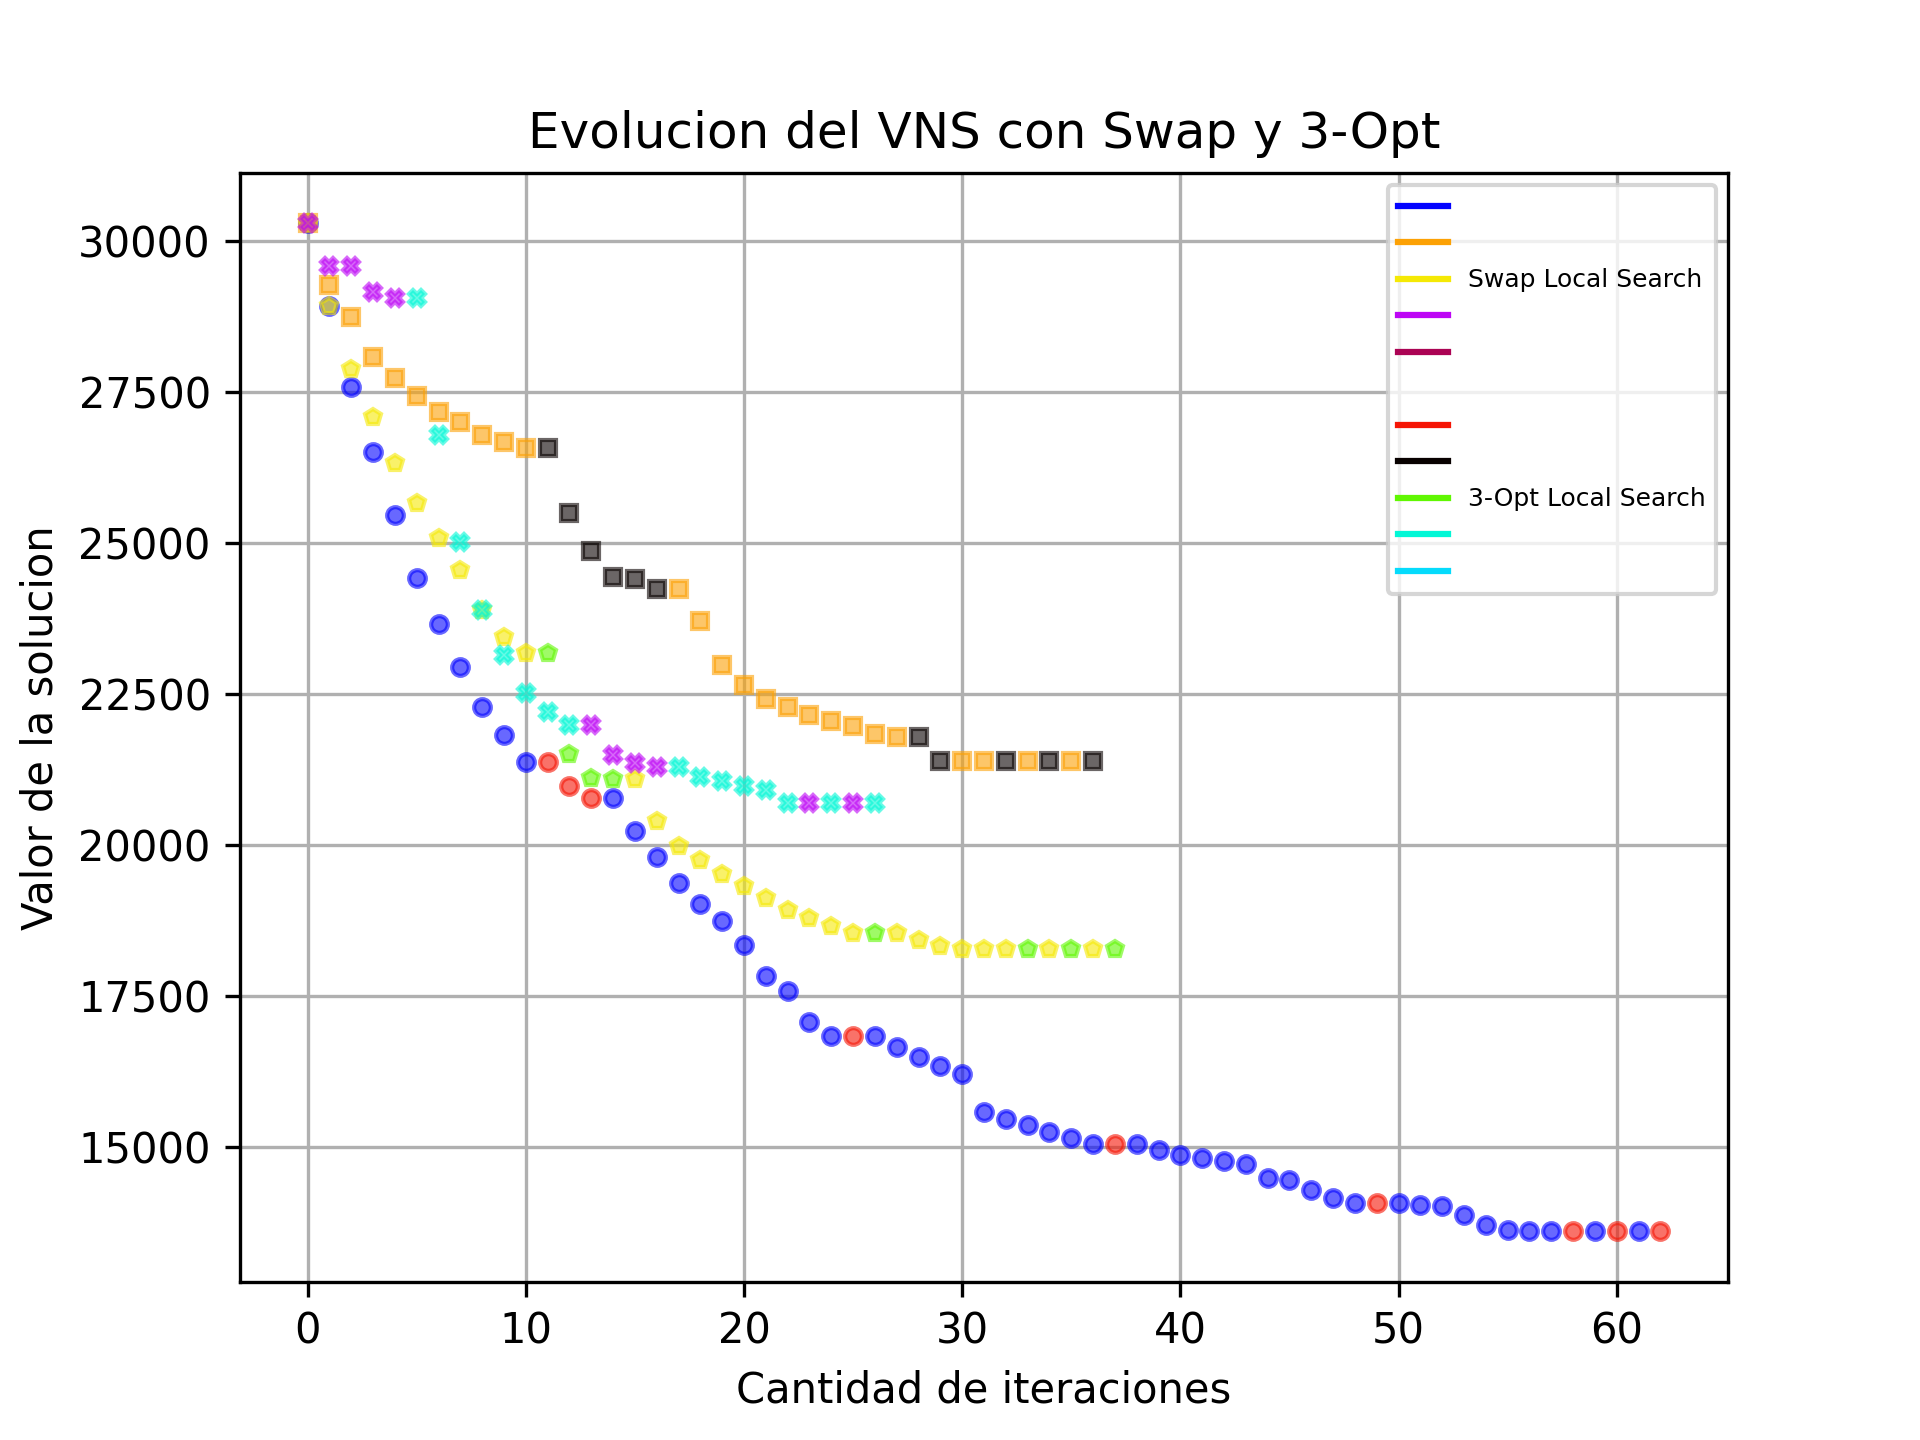 Evolucion del VNS con Swap y 3-Opt
30000
27500
25000
22500
20000
17500
15000
Valor de la solucion
Swap Local Search
3-Opt Local Search
0 10 20 30 40 50 60
Cantidad de iteraciones